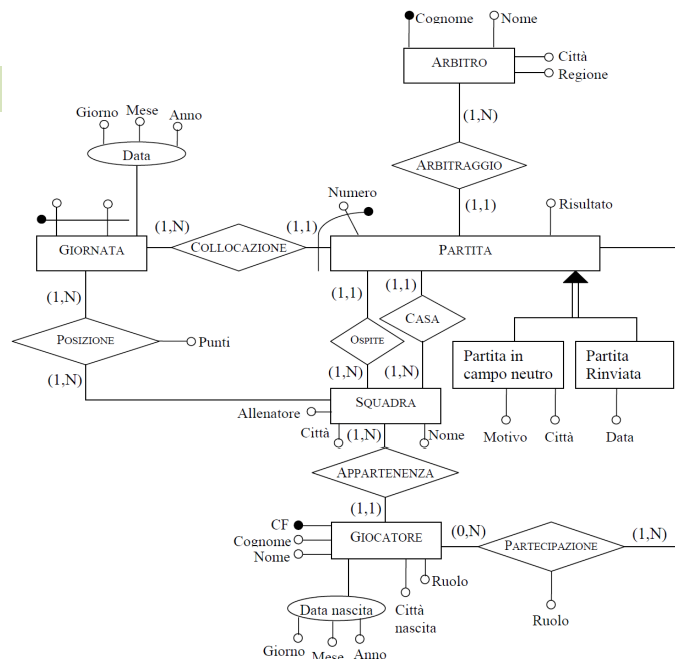 Cognome
Nome
ARBITRO
Città
Regione
(1,N)
Giorno
Mese
Anno
Data
ARBITRAGGIO
Numero
(1,1)
Risultato
(1,N)
COLLOCAZIONE
(1,1)
GIORNATA
PARTITA
(1,N)
(1,1)
(1,1)
POSIZIONE
Punti
OSPITE
CASA
(1,N)
(1,N)
(1,N)
Partita in
campo neutro
Partita
Rinviata
SQUADRA
Allenatore
Città
(1,N)
Nome
Motivo
Città
Data
APPARTENENZA
(1,1)
CF
Cognome
Nome
GIOCATORE
(0,N)
PARTECIPAZIONE
(1,N)
Ruolo
Data nascita
Città
nascita
Ruolo
Giorno
Mese
Anno